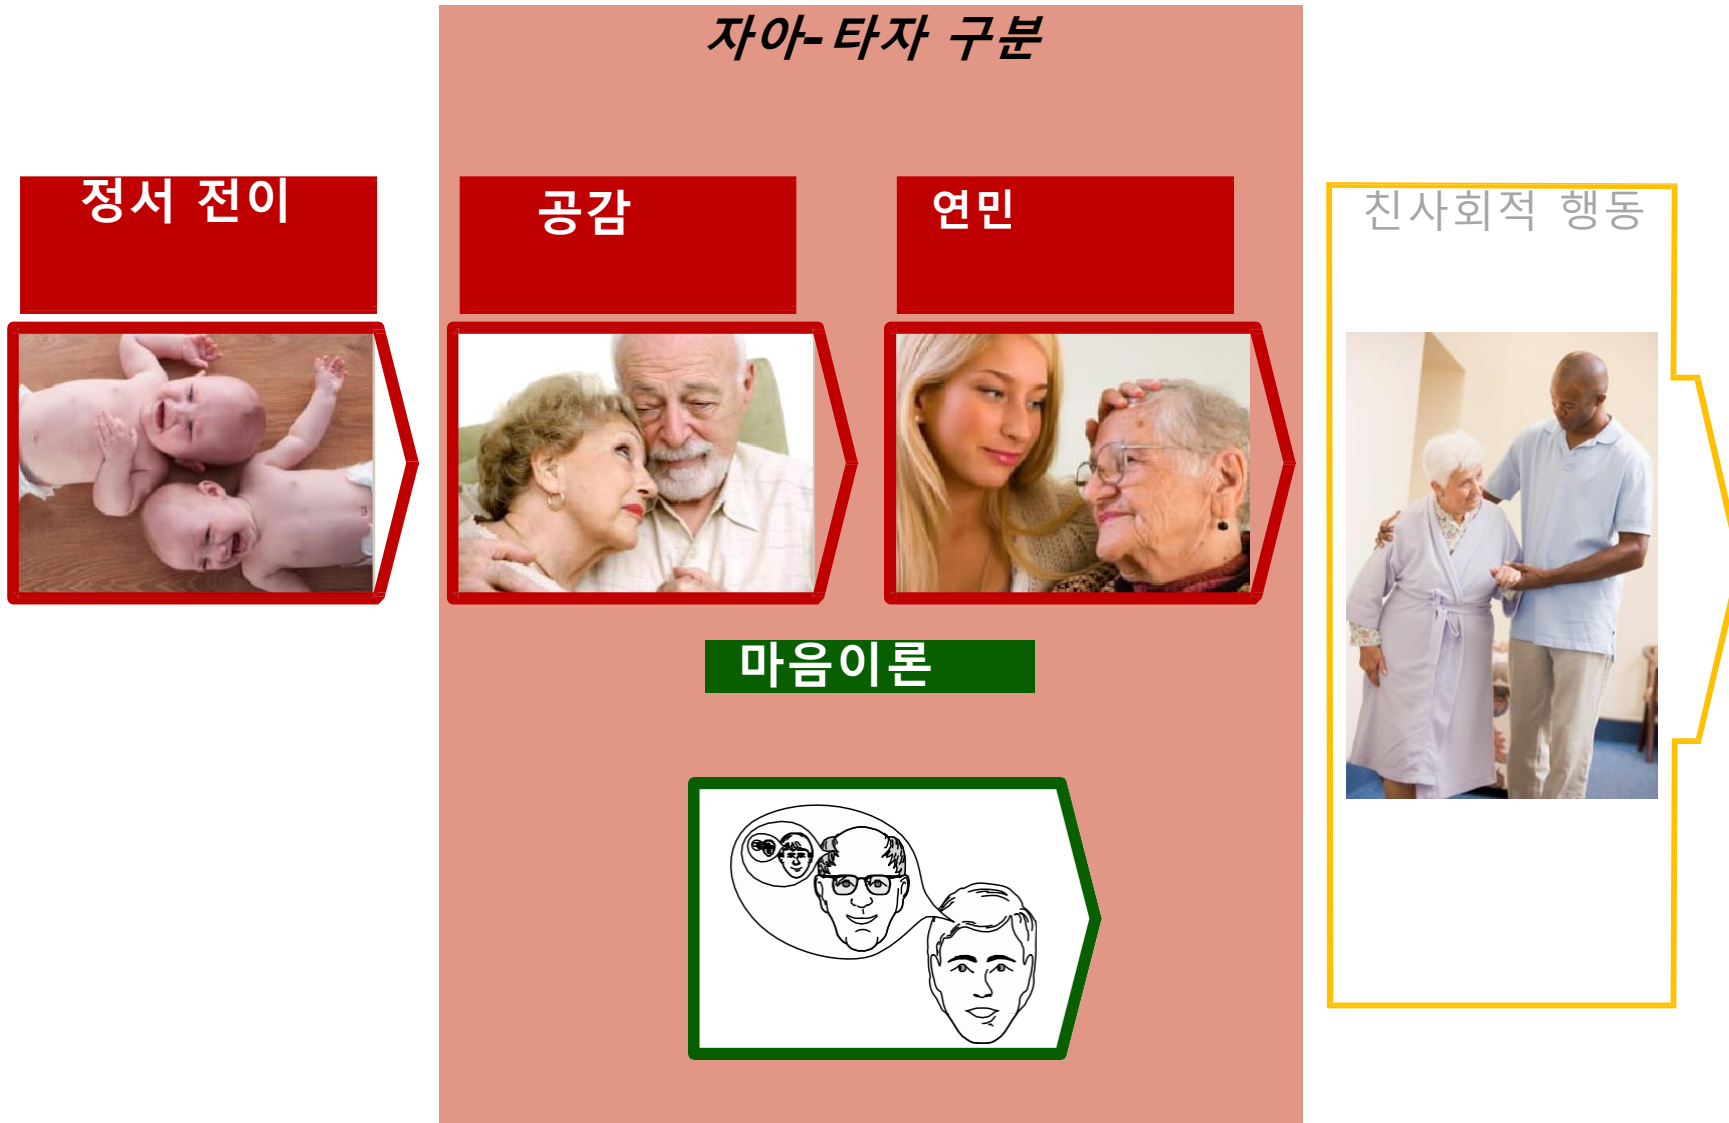 자아-타자 구분
정서 전이
공감
연민
친사회적 행동
마음이론